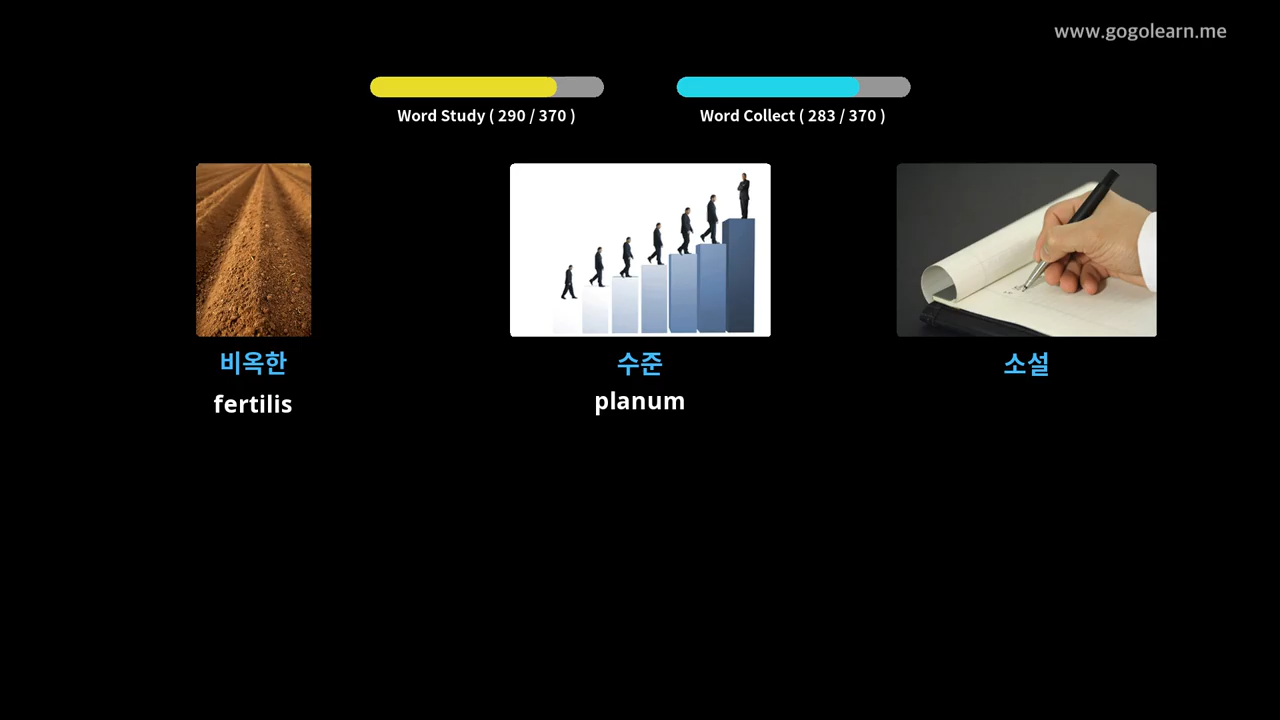 www.gogolearn.me
Word Study ( 290 / 370 )
Word Collect ( 283 / 370 )
비옥한
fertilis
수준
planum
소설